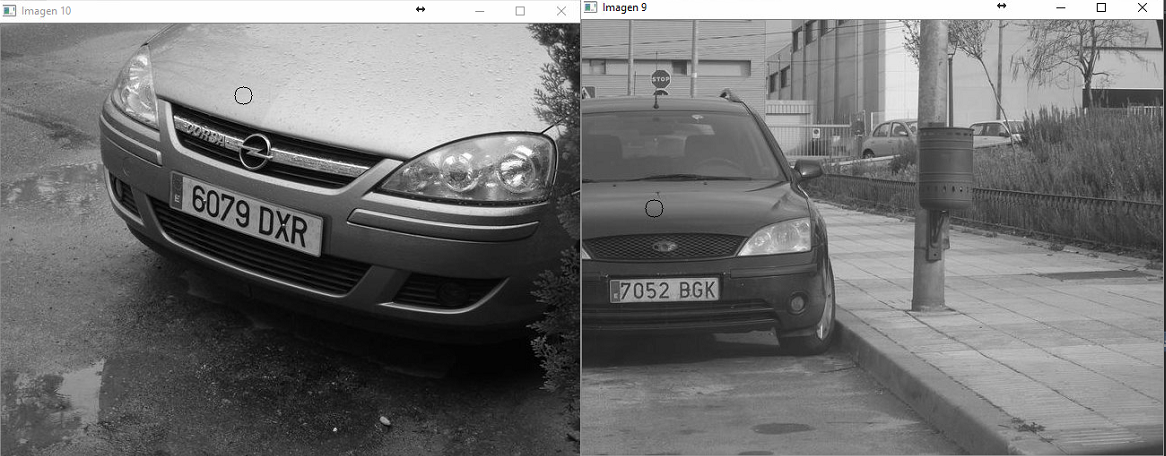 Imagen 10
Imagen 9
CORSA
E 6079 DXR
STOP
E 7052 BGK